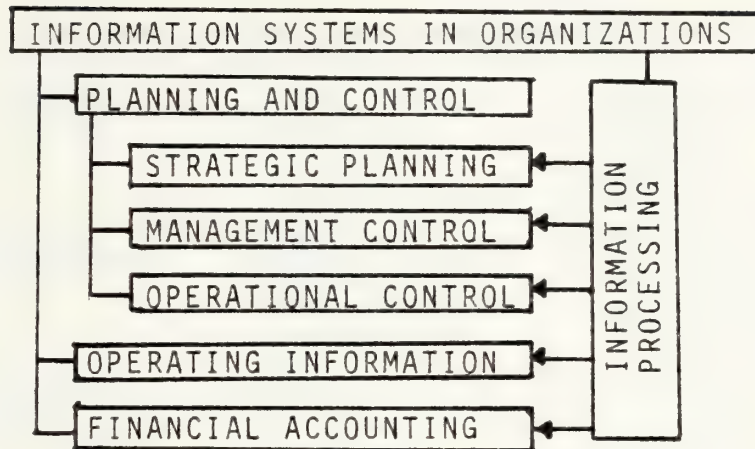 INFORMATION SYSTEMS IN ORGANIZATIONS
PLANNING AND CONTROL
STRATEGIC PLANNING
MANAGEMENT CONTROL
OPERATIONAL CONTROL
OPERATING INFORMATION
FINANCIAL ACCOUNTING
INFORMATION
PROCESSING